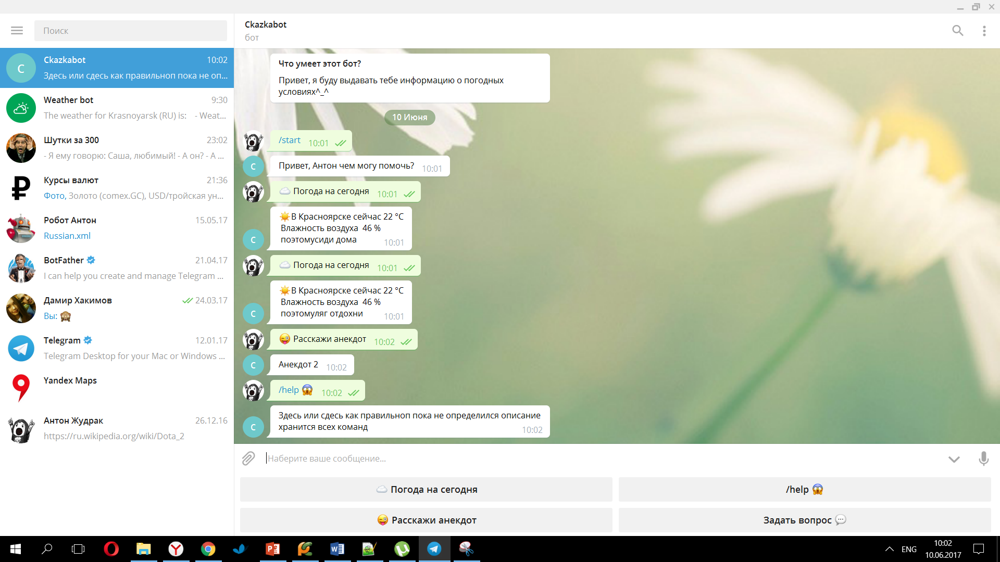 Поиск
Ckazkabot 10:02
Здесь или сдесь как правильноп пока не оп...
Weather bot 9:30
The weather for Krasnoyarsk (RU) is: - Weat...
Шутки за 300 23:02
- Я ему говорю: Саша, любимый! - А он? - А ...
Курсы валют 21:36
Фото, Золото (comex.GC), USD/тройская ун...
Робот Антон 15.05.17
Russian.xml
BotFather 21.04.17
I can help you create and manage Telegram ...
Дамир Хакимов 24.03.17
Вы: 🙈
Telegram 12.01.17
Telegram Desktop for your Mac or Windows ...
Yandex Maps
Антон Жудрак 26.12.16
https://ru.wikipedia.org/wiki/Dota_2
Ckazkabot
бот
Что умеет этот бот?
Привет, я буду выдавать тебе информацию о погодных
условиях^_^
10 Июня
/start 10:01
C
Привет, Антон чем могу помочь? 10:01
☁️ Погода на сегодня 10:01
☀️В Красноярске сейчас 22 °C
Влажность воздуха 46 %
поэтомусиди дома 10:01
C
☁️ Погода на сегодня 10:01
☀️В Красноярске сейчас 22 °C
Влажность воздуха 46 %
поэтомуляг отдохни 10:01
C
😜 Расскажи анекдот 10:02
C
Анекдот 2 10:02
/help 😱 10:02
Здесь или сдесь как правильноп пока не определился описание
хранится всех команд 10:02
C
Наберите ваше сообщение...
☁️ Погода на сегодня
/help 😱
😜 Расскажи анекдот
Задать вопрос 💬
ENG
10:02
10.06.2017